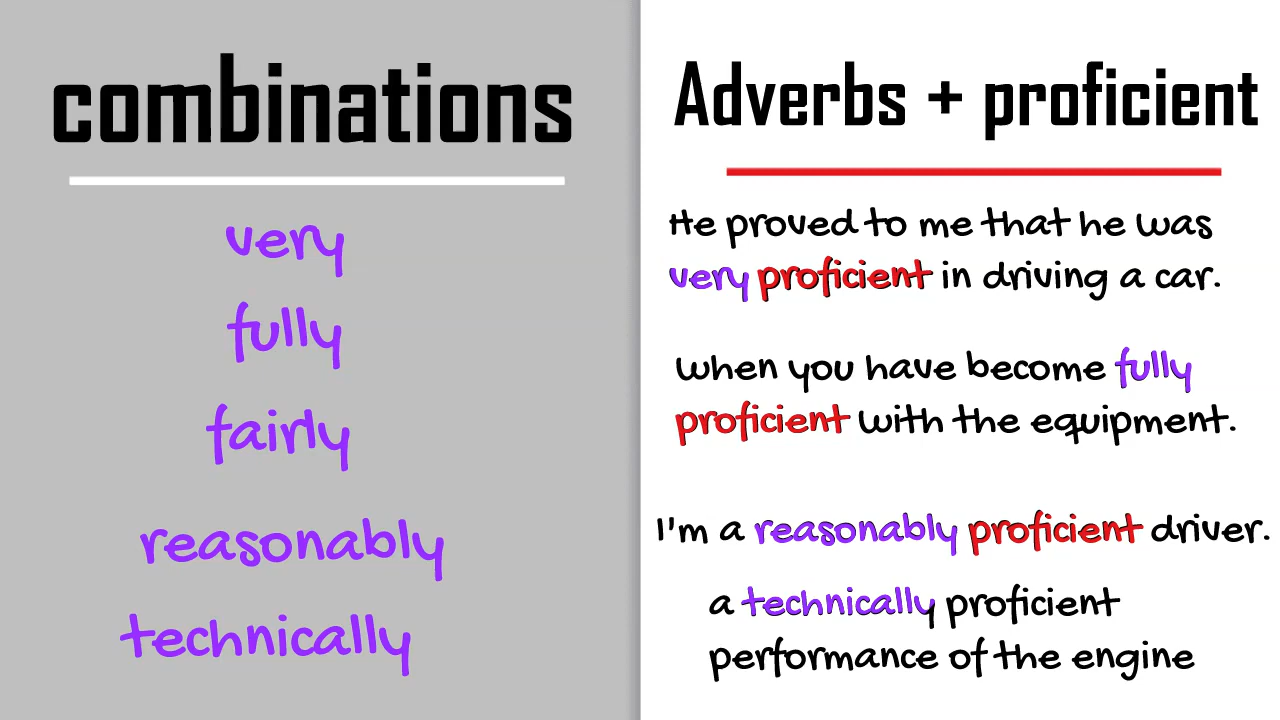 combinations
very
fully
fairly
reasonably
technically
Adverbs + proficient
He proved to me that he was
very proficient in driving a car.
When you have become fully
proficient with the equipment.
I'm a reasonably proficient driver.
a technically proficient
performance of the engine